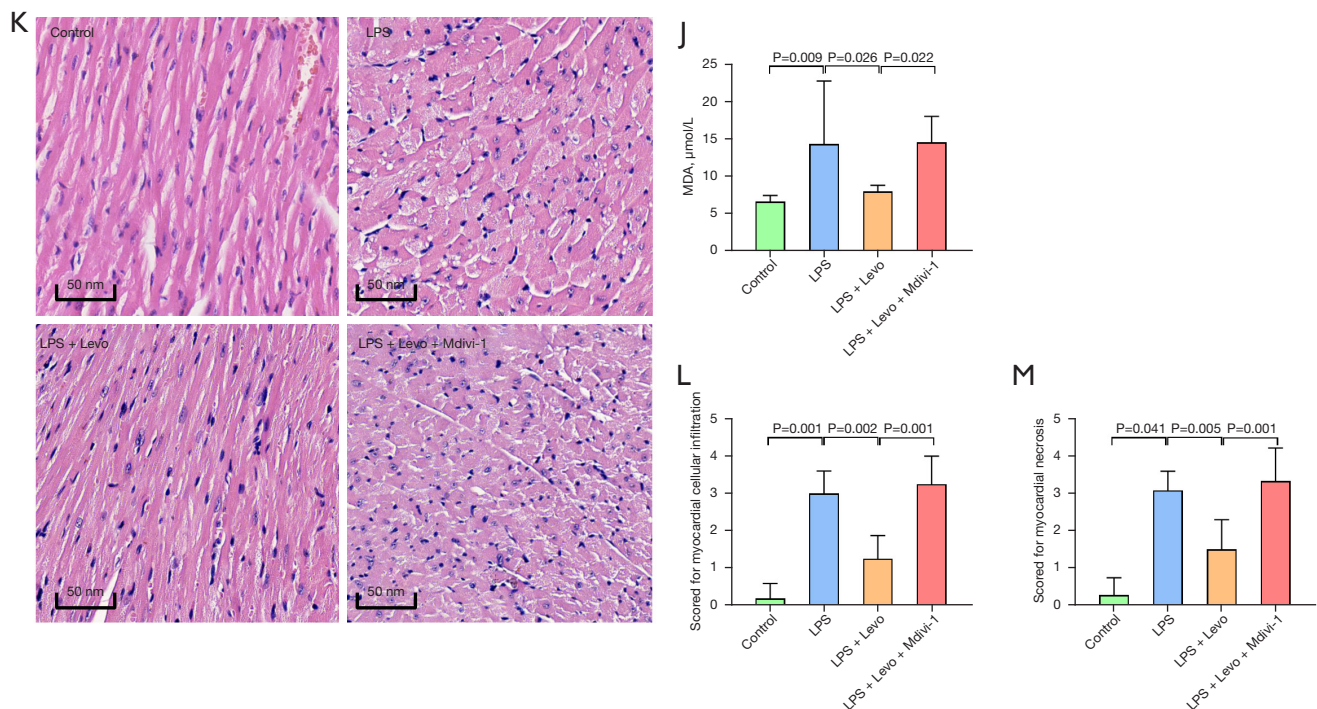 K
Control
LPS
50 nm
50 nm
LPS + Levo
LPS + Levo + Mdivi-1
50 nm
50 nm
J
P=0.009 P=0.026 P=0.022
MDA, μmol/L
25
20
15
10
5
0
Control
LPS
LPS + Levo
LPS + Levo + Mdivi-1
L
P=0.001 P=0.002 P=0.001
Scored for myocardial cellular infiltration
5
4
3
2
1
0
Control
LPS
LPS + Levo
LPS + Levo + Mdivi-1
M
P=0.041 P=0.005 P=0.001
Scored for myocardial necrosis
5
4
3
2
1
0
Control
LPS
LPS + Levo
LPS + Levo + Mdivi-1